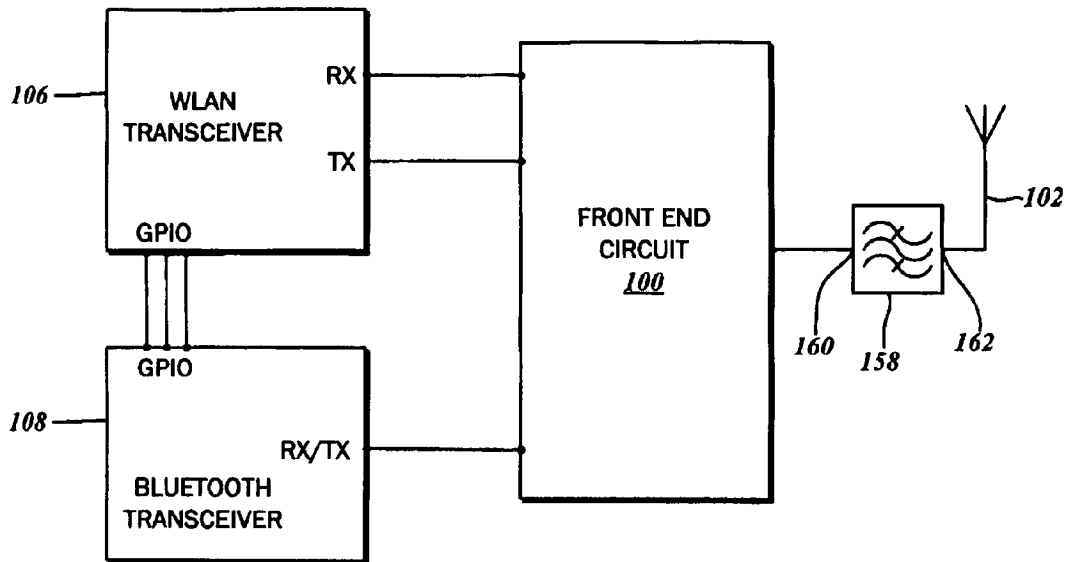 106
WLAN
TRANSCEIVER
RX
TX
GPIO
GPIO
108
RX/TX
BLUETOOTH
TRANSCEIVER
FRONT END
CIRCUIT
100
102
160
158
162